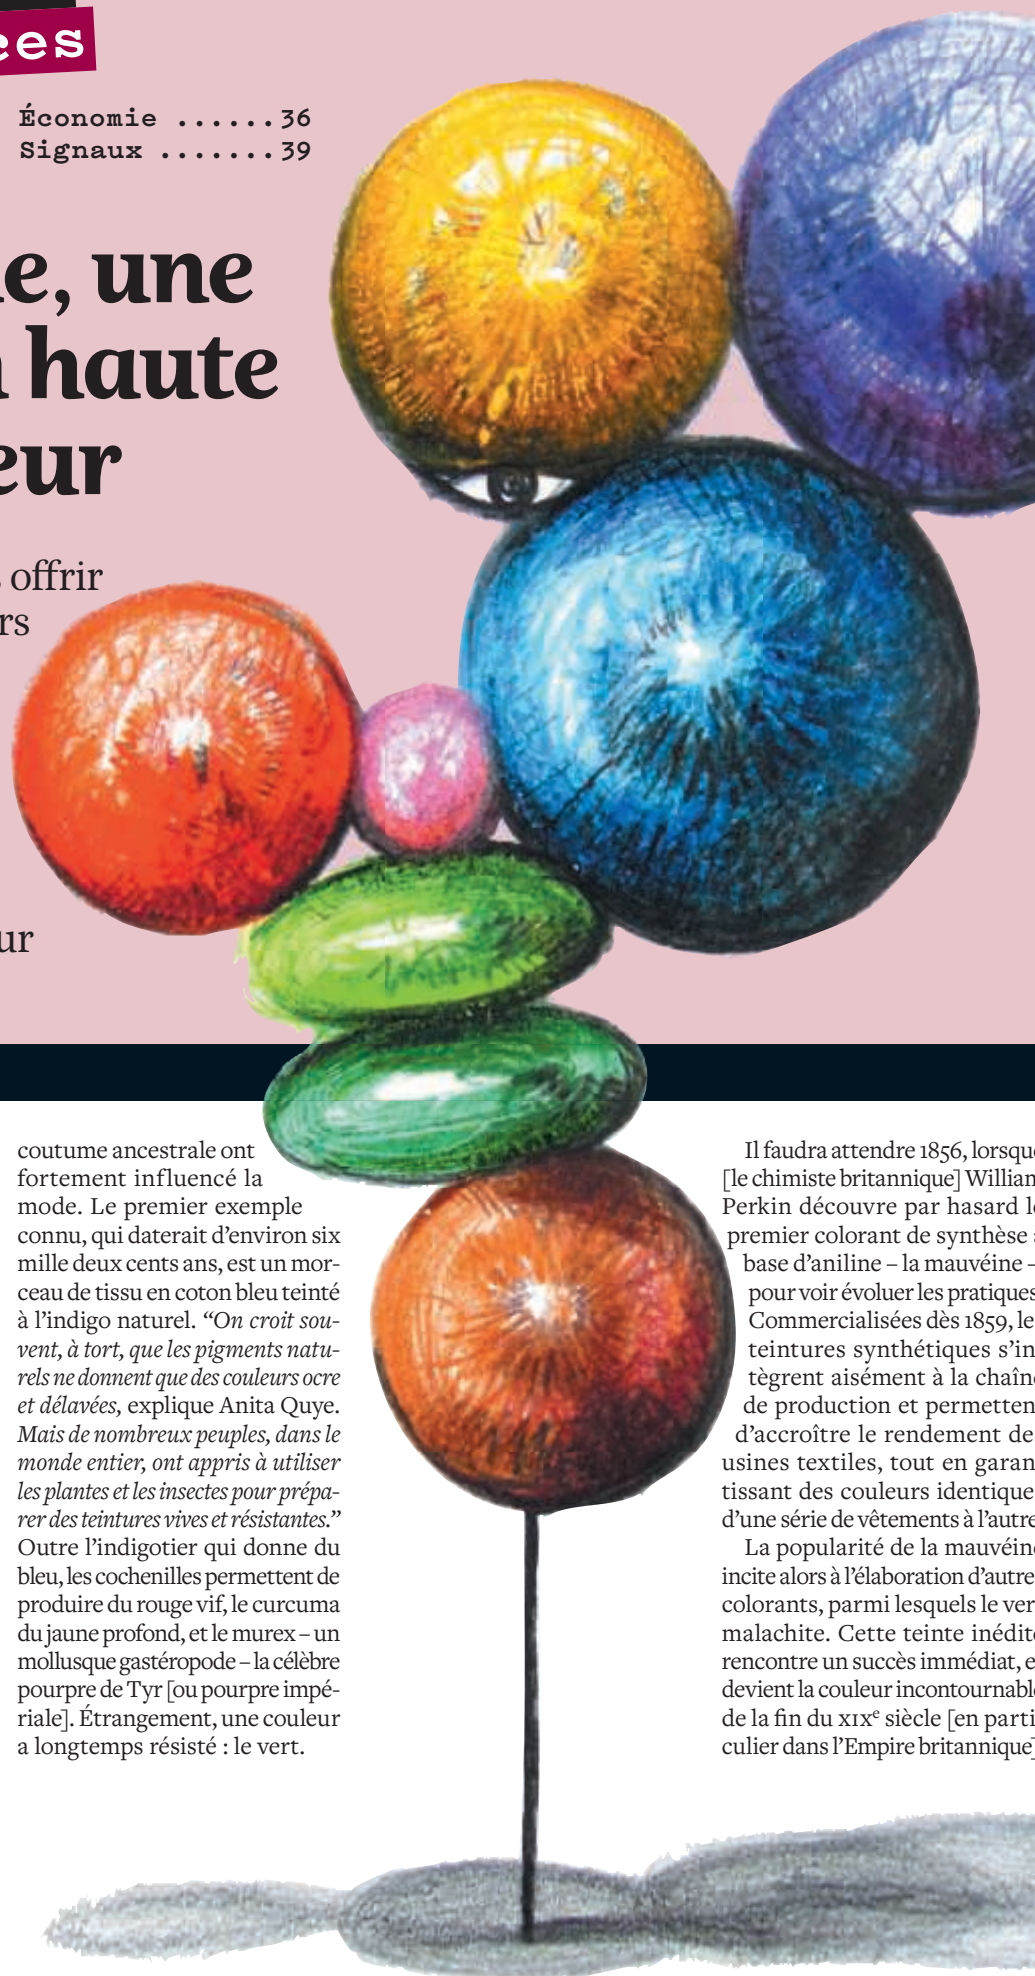 ces
Économie ......36
Signaux .......39
e, une
haute
eur
offrir
rs
ur
coutume ancestrale ont
fortement influencé la
mode. Le premier exemple
connu, qui daterait d’environ six
mille deux cents ans, est un mor-
ceau de tissu en coton bleu teinté
à l’indigo naturel. “On croit sou-
vent, à tort, que les pigments natu-
rels ne donnent que des couleurs ocre
et délavées, explique Anita Quye.
Mais de nombreux peuples, dans le
monde entier, ont appris à utiliser
les plantes et les insectes pour prépa-
rer des teintures vives et résistantes.”
Outre l’indigotier qui donne du
bleu, les cochenilles permettent de
produire du rouge vif, le curcuma
du jaune profond, et le murex – un
mollusque gastéropode – la célèbre
pourpre de Tyr [ou pourpre impé-
riale]. Étrangement, une couleur
a longtemps résisté : le vert.
Il faudra attendre 1856, lorsque
[le chimiste britannique] William
Perkin découvre par hasard le
premier colorant de synthèse à
base d’aniline – la mauvéine –
pour voir évoluer les pratiques.
Commercialisées dès 1859, le
teintures synthétiques s’in
tègrent aisément à la chaîne
de production et permetten
d’accroître le rendement de
usines textiles, tout en garan
tissant des couleurs identique
d’une série de vêtements à l’autre
La popularité de la mauvéine
incite alors à l’élaboration d’autre
colorants, parmi lesquels le ver
malachite. Cette teinte inédite
rencontre un succès immédiat, e
devient la couleur incontournable
de la fin du XIXe siècle [en parti
culier dans l’Empire britannique]